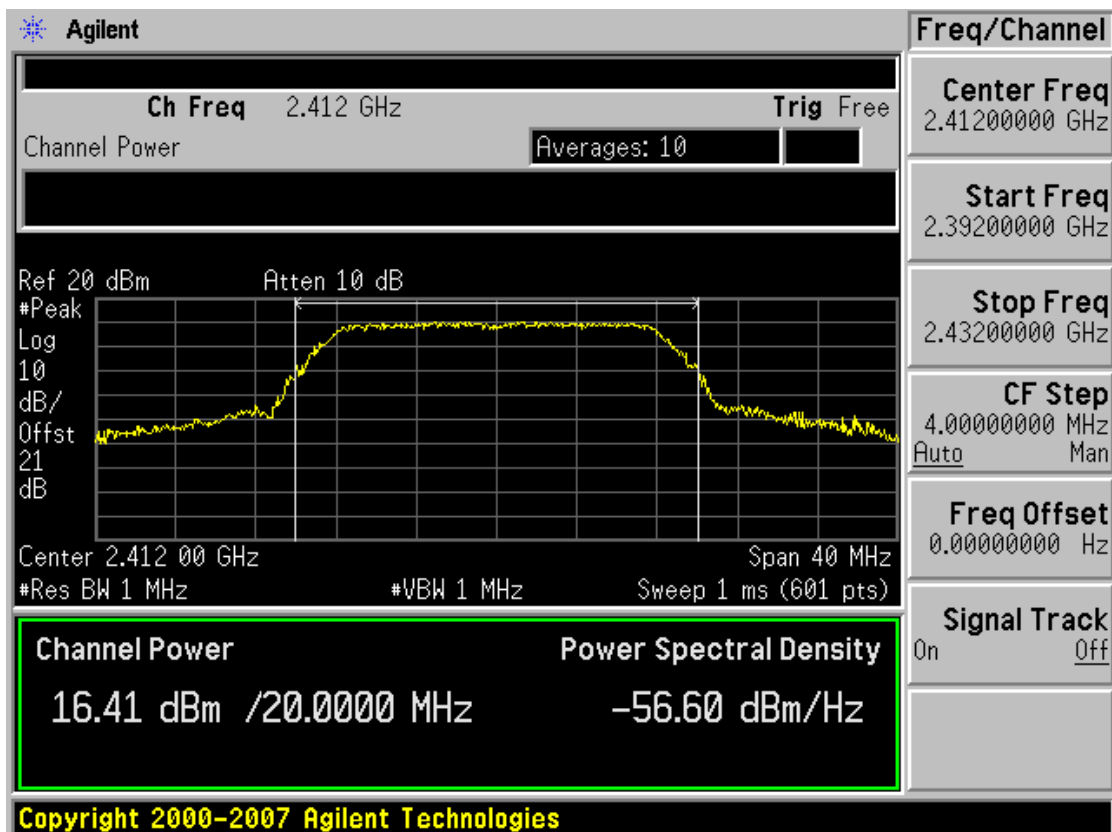 Agilent
Ch Freq 2.412 GHz Trig Free
Channel Power Averages: 10
Ref 20 dBm Atten 10 dB
#Peak
Log
10
dB/
Offst
21
dB
Center 2.412 00 GHz Span 40 MHz
#Res BW 1 MHz #VBW 1 MHz Sweep 1 ms (601 pts)
Channel Power Power Spectral Density
16.41 dBm /20.0000 MHz -56.60 dBm/Hz
Copyright 2000-2007 Agilent Technologies
Freq/Channel
Center Freq
2.41200000 GHz
Start Freq
2.39200000 GHz
Stop Freq
2.43200000 GHz
CF Step
4.00000000 MHz
Auto Man
Freq Offset
0.00000000 Hz
Signal Track
On Off